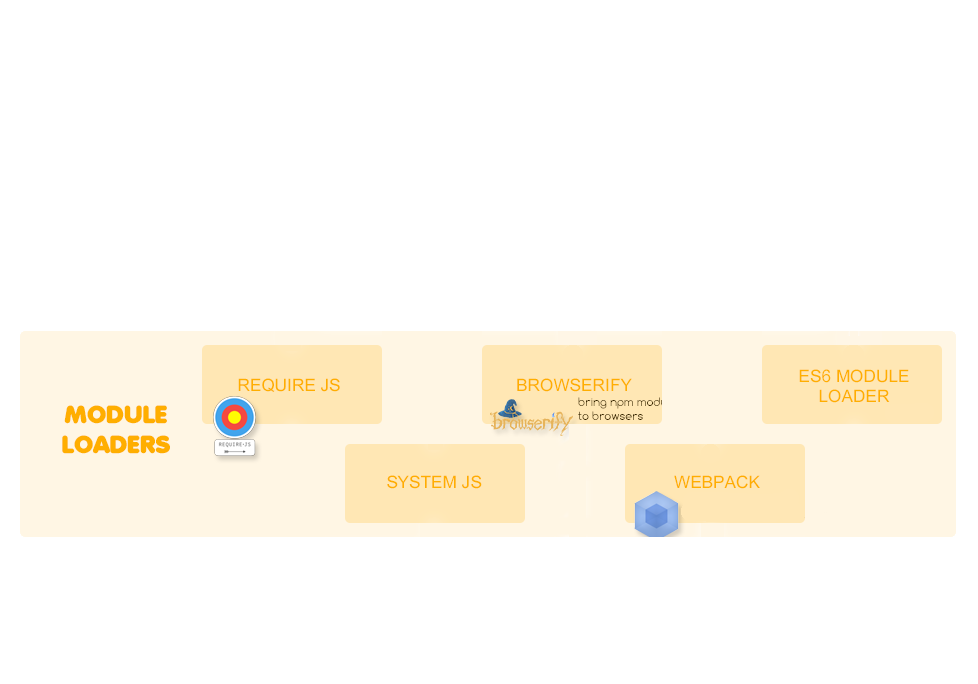 MODULE
LOADERS
REQUIRE JS
REQUIRE-JS
BROWSERIFY
browserify
bring npm modu
to browsers
ES6 MODULE
LOADER
SYSTEM JS
WEBPACK